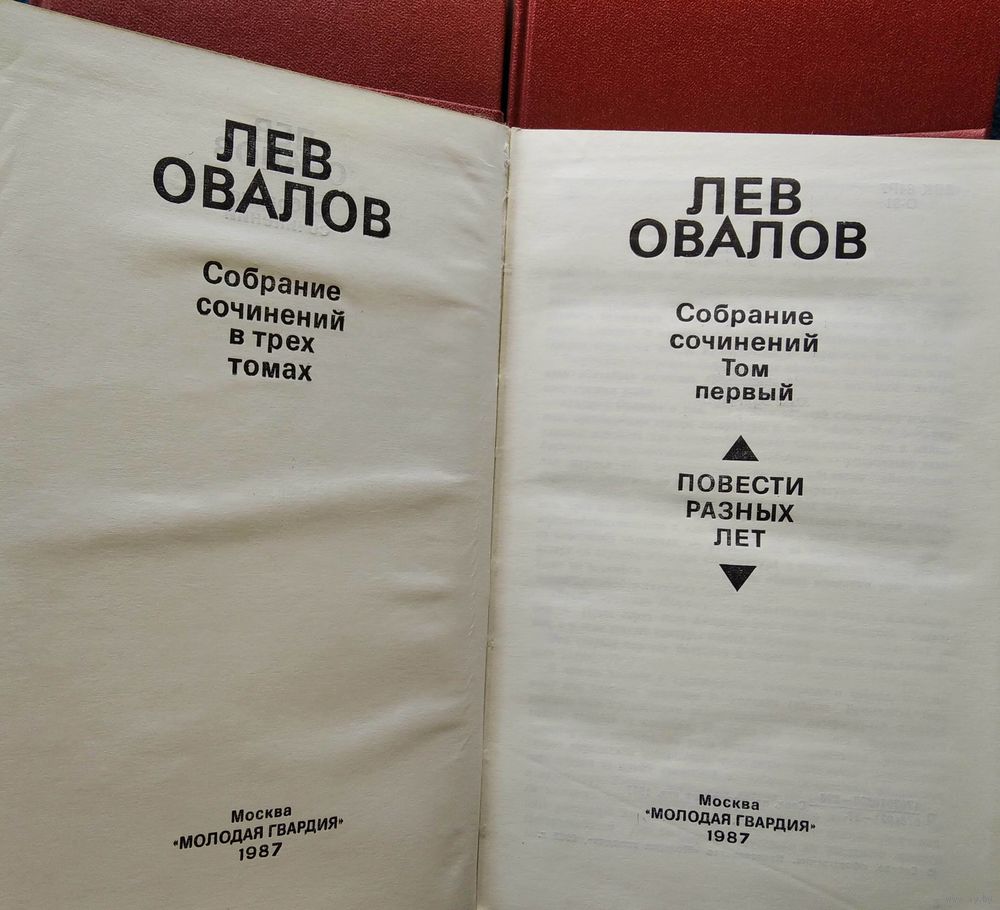 ЛЕВ
ОВАЛОВ
Собрание
сочинений
в трех
томах
Москва
"МОЛОДАЯ ГВАРДИЯ"
1987
ЛЕВ
ОВАЛОВ
Собрание
сочинений
Том
первый
ПОВЕСТИ
РАЗНЫХ
ЛЕТ
Москва
"МОЛОДАЯ ГВАРДИЯ"
1987